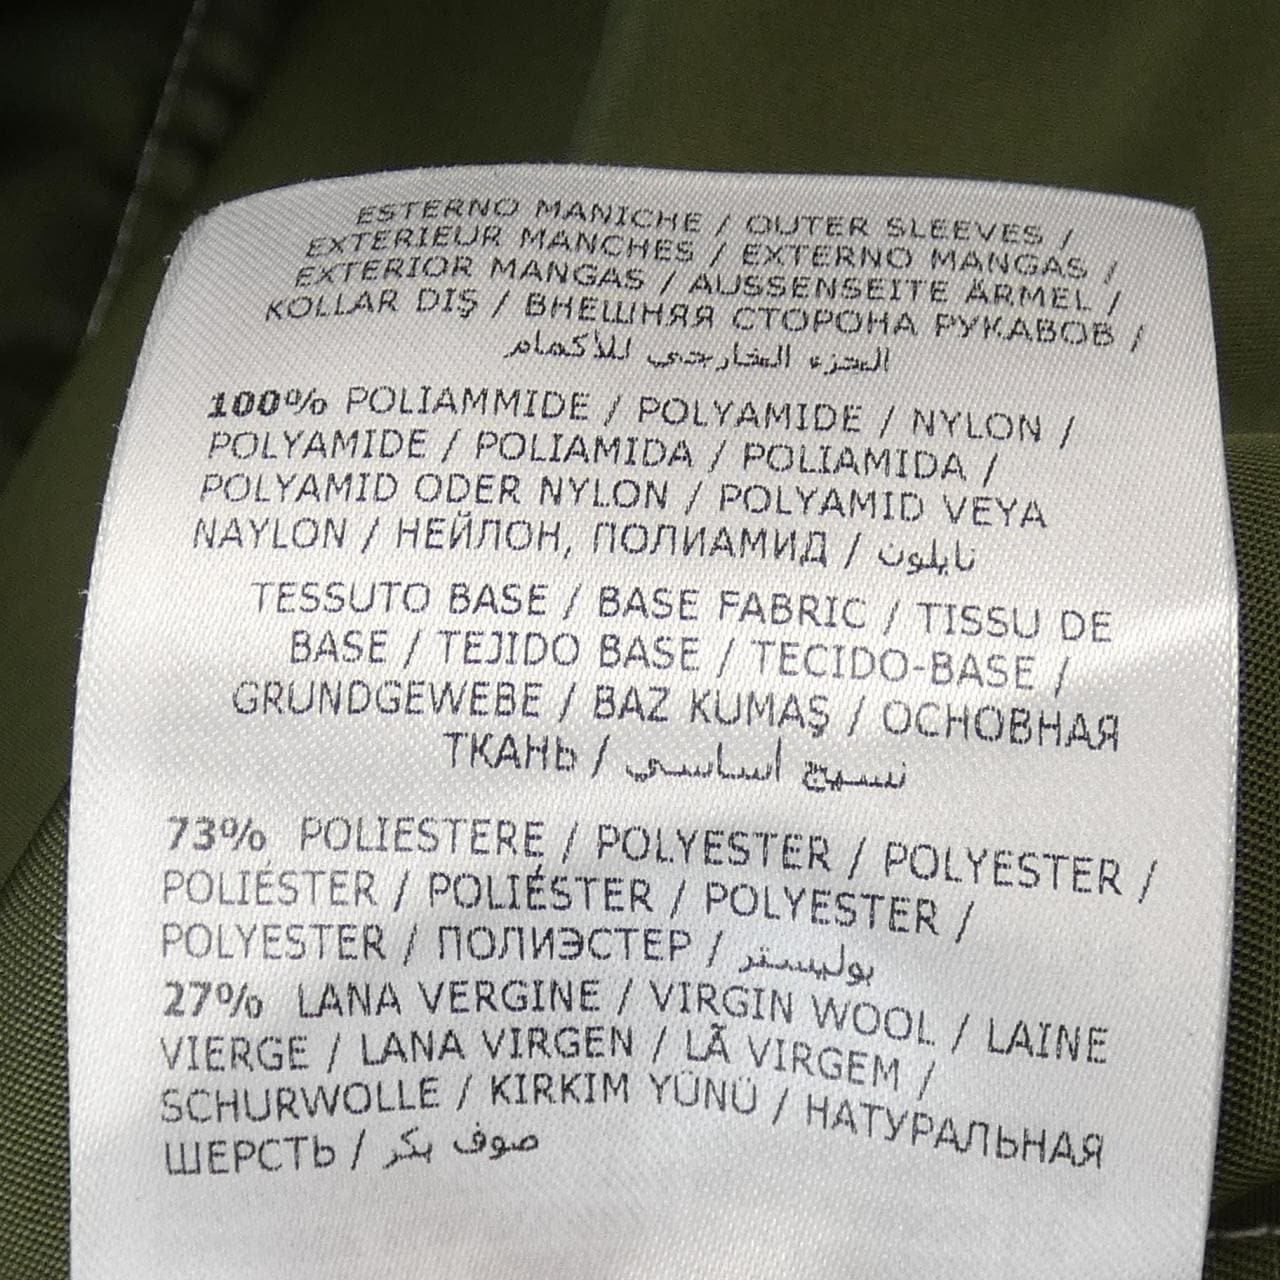 ESTERNO MANICHE / OUTER SLEEVES /
EXTERIEUR MANCHES / EXTERNO MANGAS /
EXTERIOR MANGAS / AUSSENSEITE ÄRMEL /
KOLLAR DIŞ / ВНЕШНЯЯ СТОРОНА РУКАВОВ /
الجزء الخارجي للأكمام
100% POLIAMMIDE / POLYAMIDE / NYLON /
POLYAMIDE / POLIAMIDA / POLIAMIDA /
POLYAMID ODER NYLON / POLYAMID VEYA
NAYLON / НЕЙЛОН, ПОЛИАМИД / نايلون
TESSUTO BASE / BASE FABRIC / TISSU DE
BASE / TEJIDO BASE / TECIDO-BASE /
GRUNDGEWEBE / BAZ KUMAŞ / ОСНОВНАЯ
ТКАНЬ / نسيج أساسي
73% POLIESTERE / POLYESTER / POLYESTER /
POLIÉSTER / POLIÉSTER / POLYESTER /
POLYESTER / ПОЛИЭСТЕР / بوليستر
27% LANA VERGINE / VIRGIN WOOL / LAINE
VIERGE / LANA VIRGEN / LÃ VIRGEM /
SCHURWOLLE / KIRKIM YÜNÜ / НАТУРАЛЬНАЯ
ШЕРСТЬ / صوف بكر